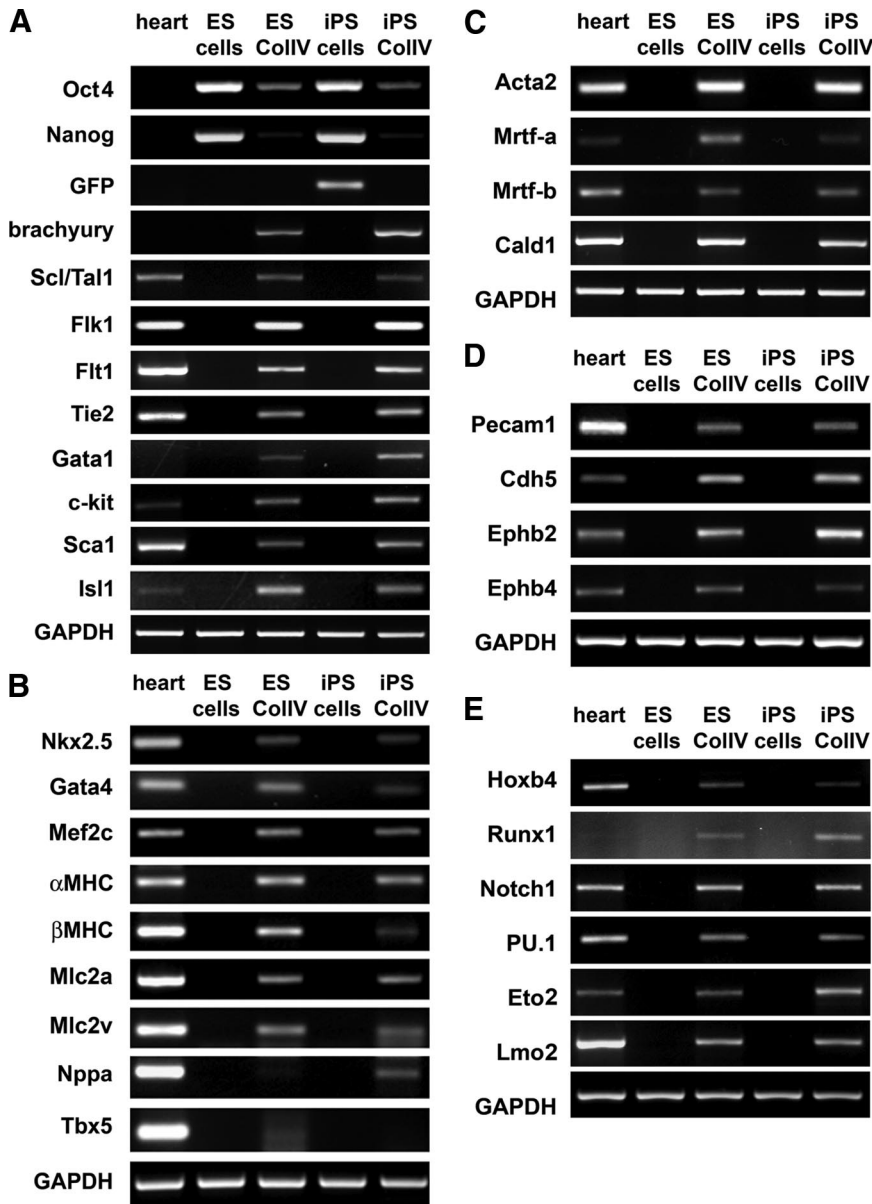 A
heart ES cells ES CollV iPS cells iPS CollV
Oct4
Nanog
GFP
brachyury
Scl/Tal1
Flk1
Flt1
Tie2
Gata1
c-kit
Sca1
Isl1
GAPDH
B
heart ES cells ES CollV iPS cells iPS CollV
Nkx2.5
Gata4
Mef2c
αMHC
βMHC
Mlc2a
Mlc2v
Nppa
Tbx5
GAPDH
C
heart ES cells ES CollV iPS cells iPS CollV
Acta2
Mrtf-a
Mrtf-b
Cald1
GAPDH
D
heart ES cells ES CollV iPS cells iPS CollV
Pecam1
Cdh5
Ephb2
Ephb4
GAPDH
E
heart ES cells ES CollV iPS cells iPS CollV
Hoxb4
Runx1
Notch1
PU.1
Eto2
Lmo2
GAPDH